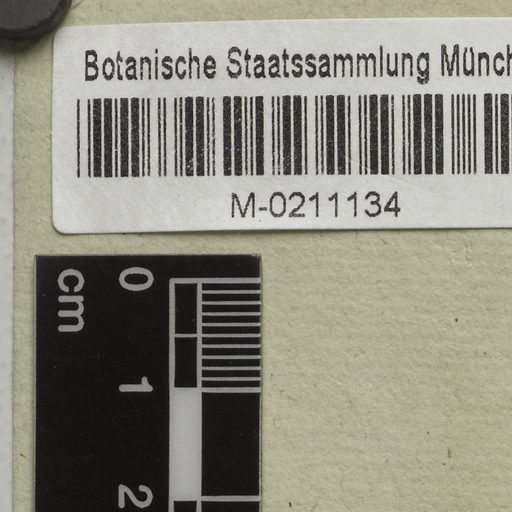 Botanische Staatssammlung Münch
M-0211134
cm
0
1
2